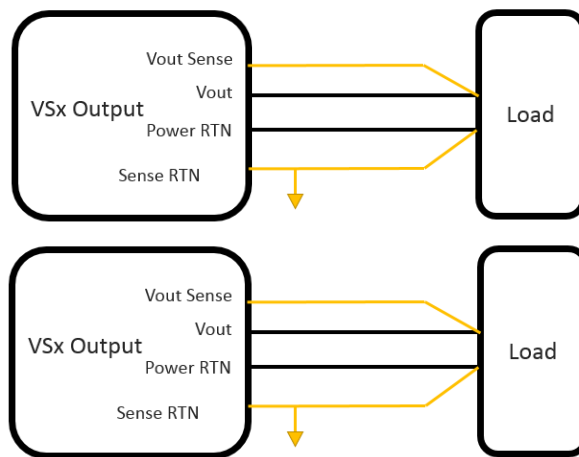 Vout Sense
Vout
VSx Output
Load
Power RTN
Sense RTN
Vout Sense
Vout
VSx Output
Load
Power RTN
Sense RTN